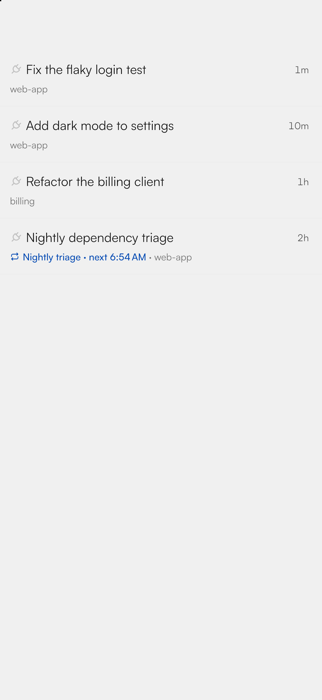 Fix the flaky login test 1m
web-app
Add dark mode to settings 10m
web-app
Refactor the billing client 1h
billing
Nightly dependency triage 2h
Nightly triage · next 6:54 AM · web-app